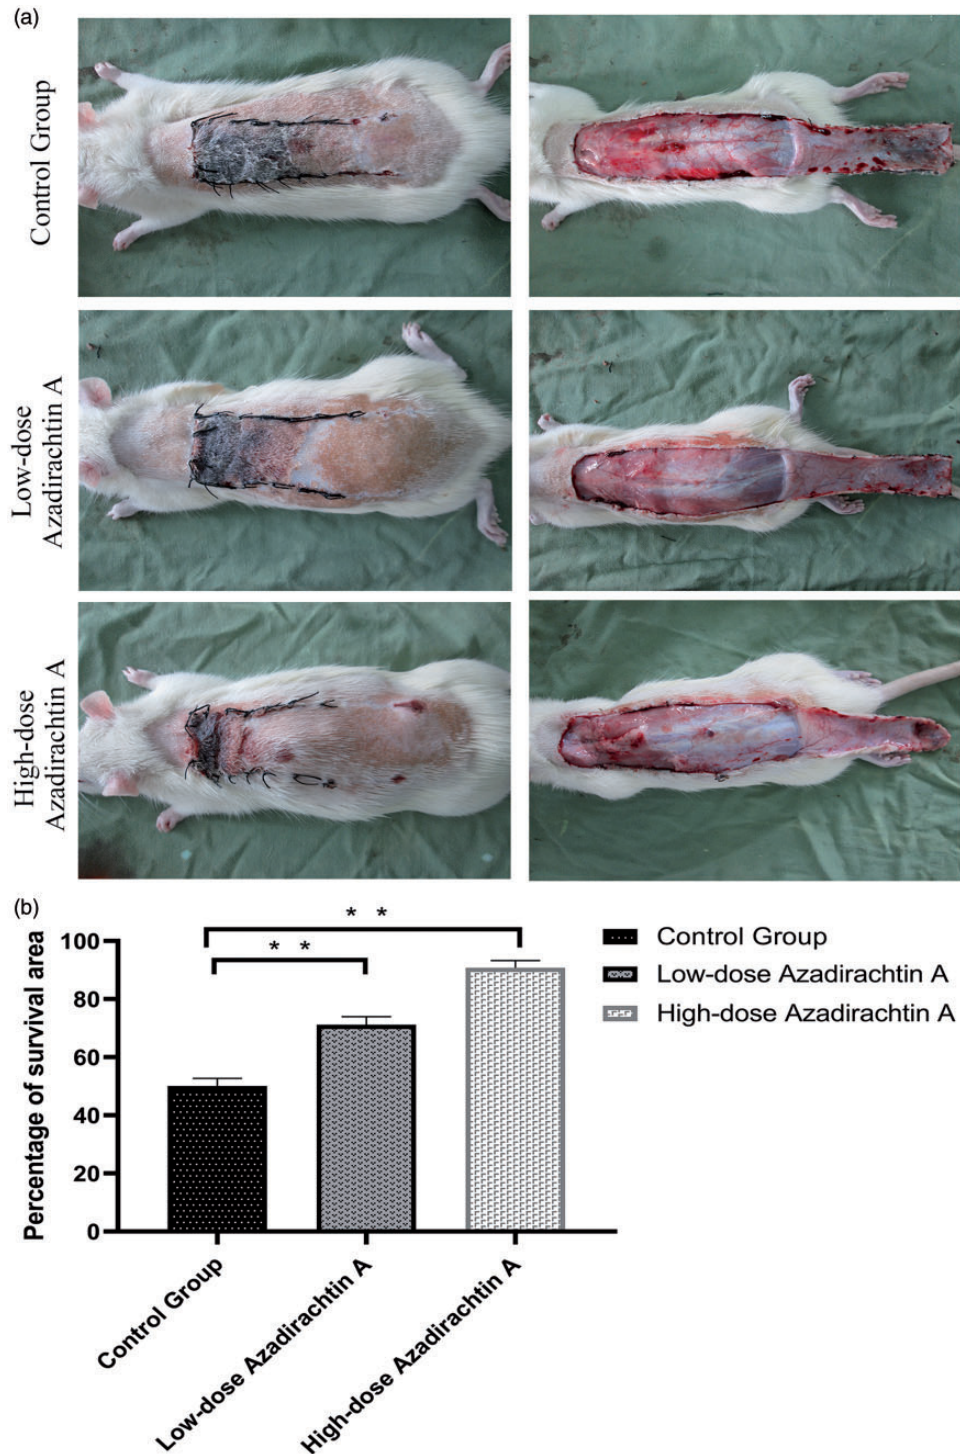 (a)
Control Group
Low-dose
Azadirachtin A
High-dose
Azadirachtin A
(b)
* *
* *
Percentage of survival area
100
80
60
40
20
0
Control Group
Low-dose Azadirachtin A
High-dose Azadirachtin A
Control Group
Low-dose Azadirachtin A
High-dose Azadirachtin A